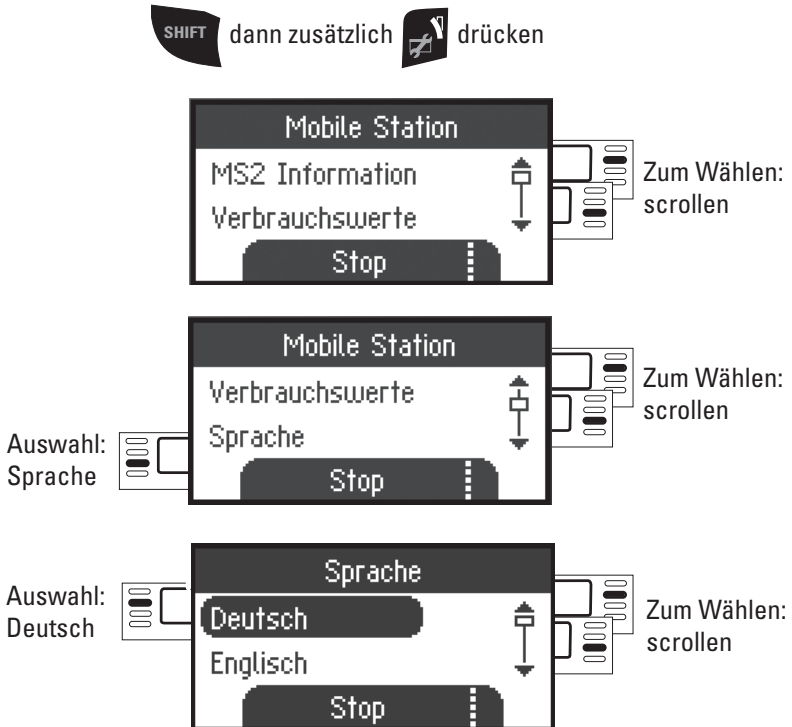 SHIFT dann zusätzlich drücken
Mobile Station
MS2 Information
Verbrauchswerte
Stop
Zum Wählen:
scrollen
Mobile Station
Verbrauchswerte
Sprache
Stop
Zum Wählen:
scrollen
Auswahl:
Sprache
Sprache
Deutsch
Englisch
Stop
Auswahl:
Deutsch
Zum Wählen:
scrollen